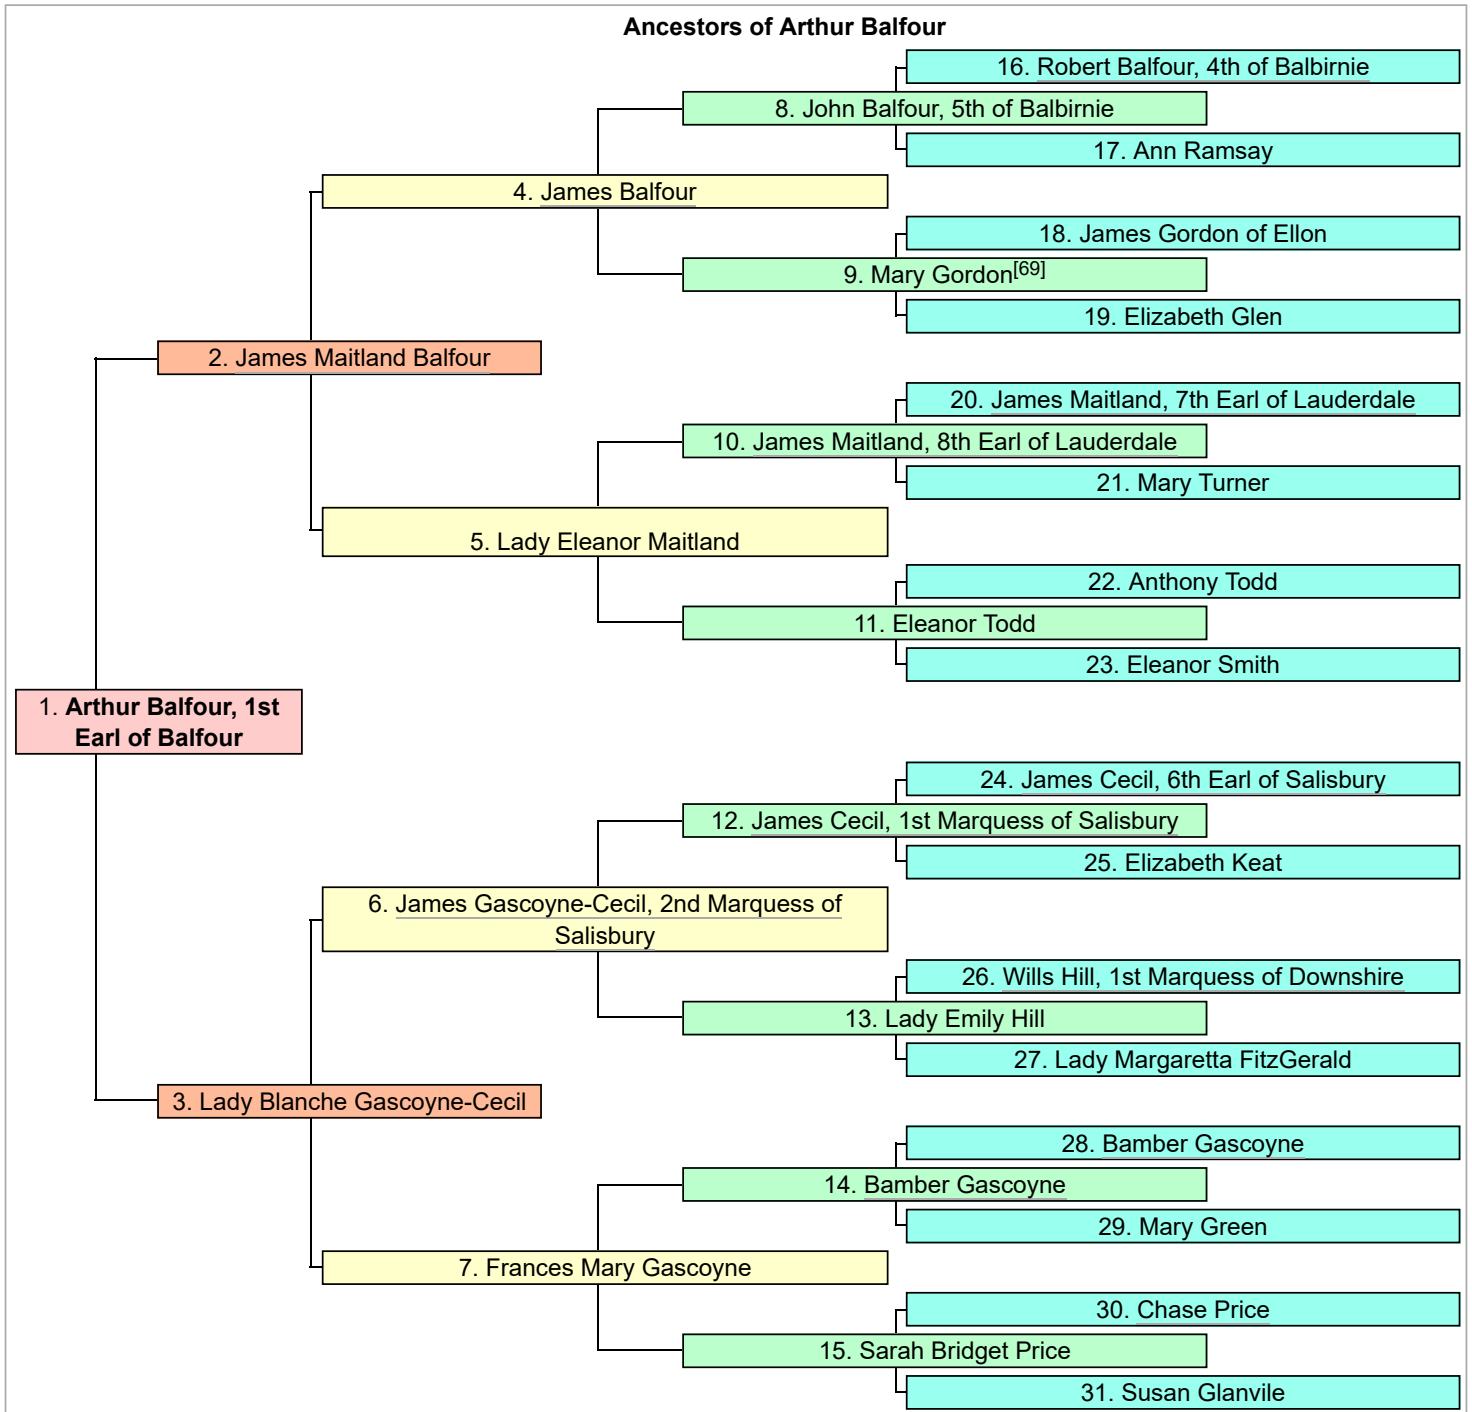 Ancestors of Arthur Balfour
16. Robert Balfour, 4th of Balbirnie
8. John Balfour, 5th of Balbirnie
17. Ann Ramsay
4. James Balfour
18. James Gordon of Ellon
9. Mary Gordon[69]
19. Elizabeth Glen
2. James Maitland Balfour
20. James Maitland, 7th Earl of Lauderdale
10. James Maitland, 8th Earl of Lauderdale
21. Mary Turner
5. Lady Eleanor Maitland
22. Anthony Todd
11. Eleanor Todd
23. Eleanor Smith
1. Arthur Balfour, 1st
Earl of Balfour
24. James Cecil, 6th Earl of Salisbury
12. James Cecil, 1st Marquess of Salisbury
25. Elizabeth Keat
6. James Gascoyne-Cecil, 2nd Marquess of
Salisbury
26. Wills Hill, 1st Marquess of Downshire
13. Lady Emily Hill
27. Lady Margaretta FitzGerald
3. Lady Blanche Gascoyne-Cecil
28. Bamber Gascoyne
14. Bamber Gascoyne
29. Mary Green
7. Frances Mary Gascoyne
30. Chase Price
15. Sarah Bridget Price
31. Susan Glanvile